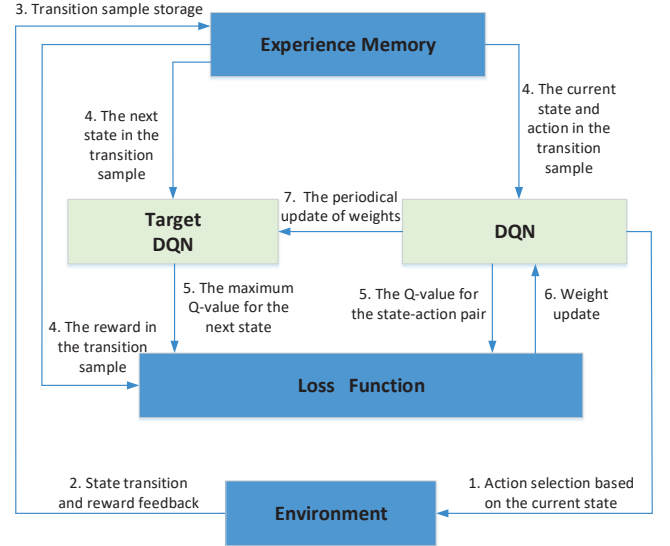 3. Transition sample storage
Experience Memory
4. The next
state in the
transition
sample
4. The current
state and
action in the
transition
sample
7. The periodical
update of weights
Target
DQN
DQN
5. The maximum
Q-value for the
next state
5. The Q-value for
the state-action pair
6. Weight
update
4. The reward in
the transition
sample
Loss Function
2. State transition
and reward feedback
1. Action selection based
on the current state
Environment